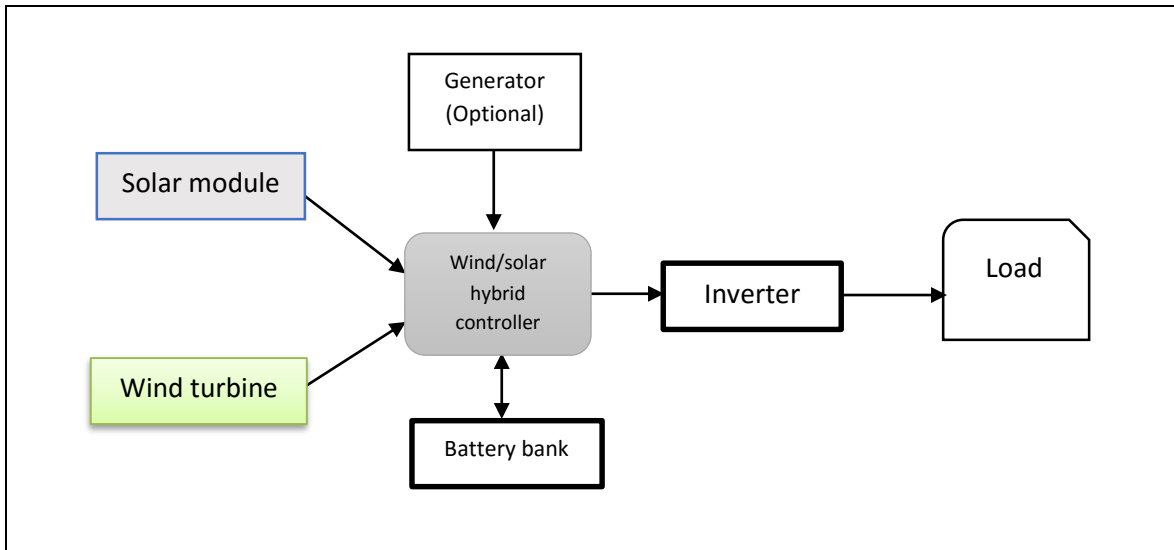 Generator
(Optional)
Solar module
Wind/solar
hybrid
controller
Inverter
Load
Wind turbine
Battery bank